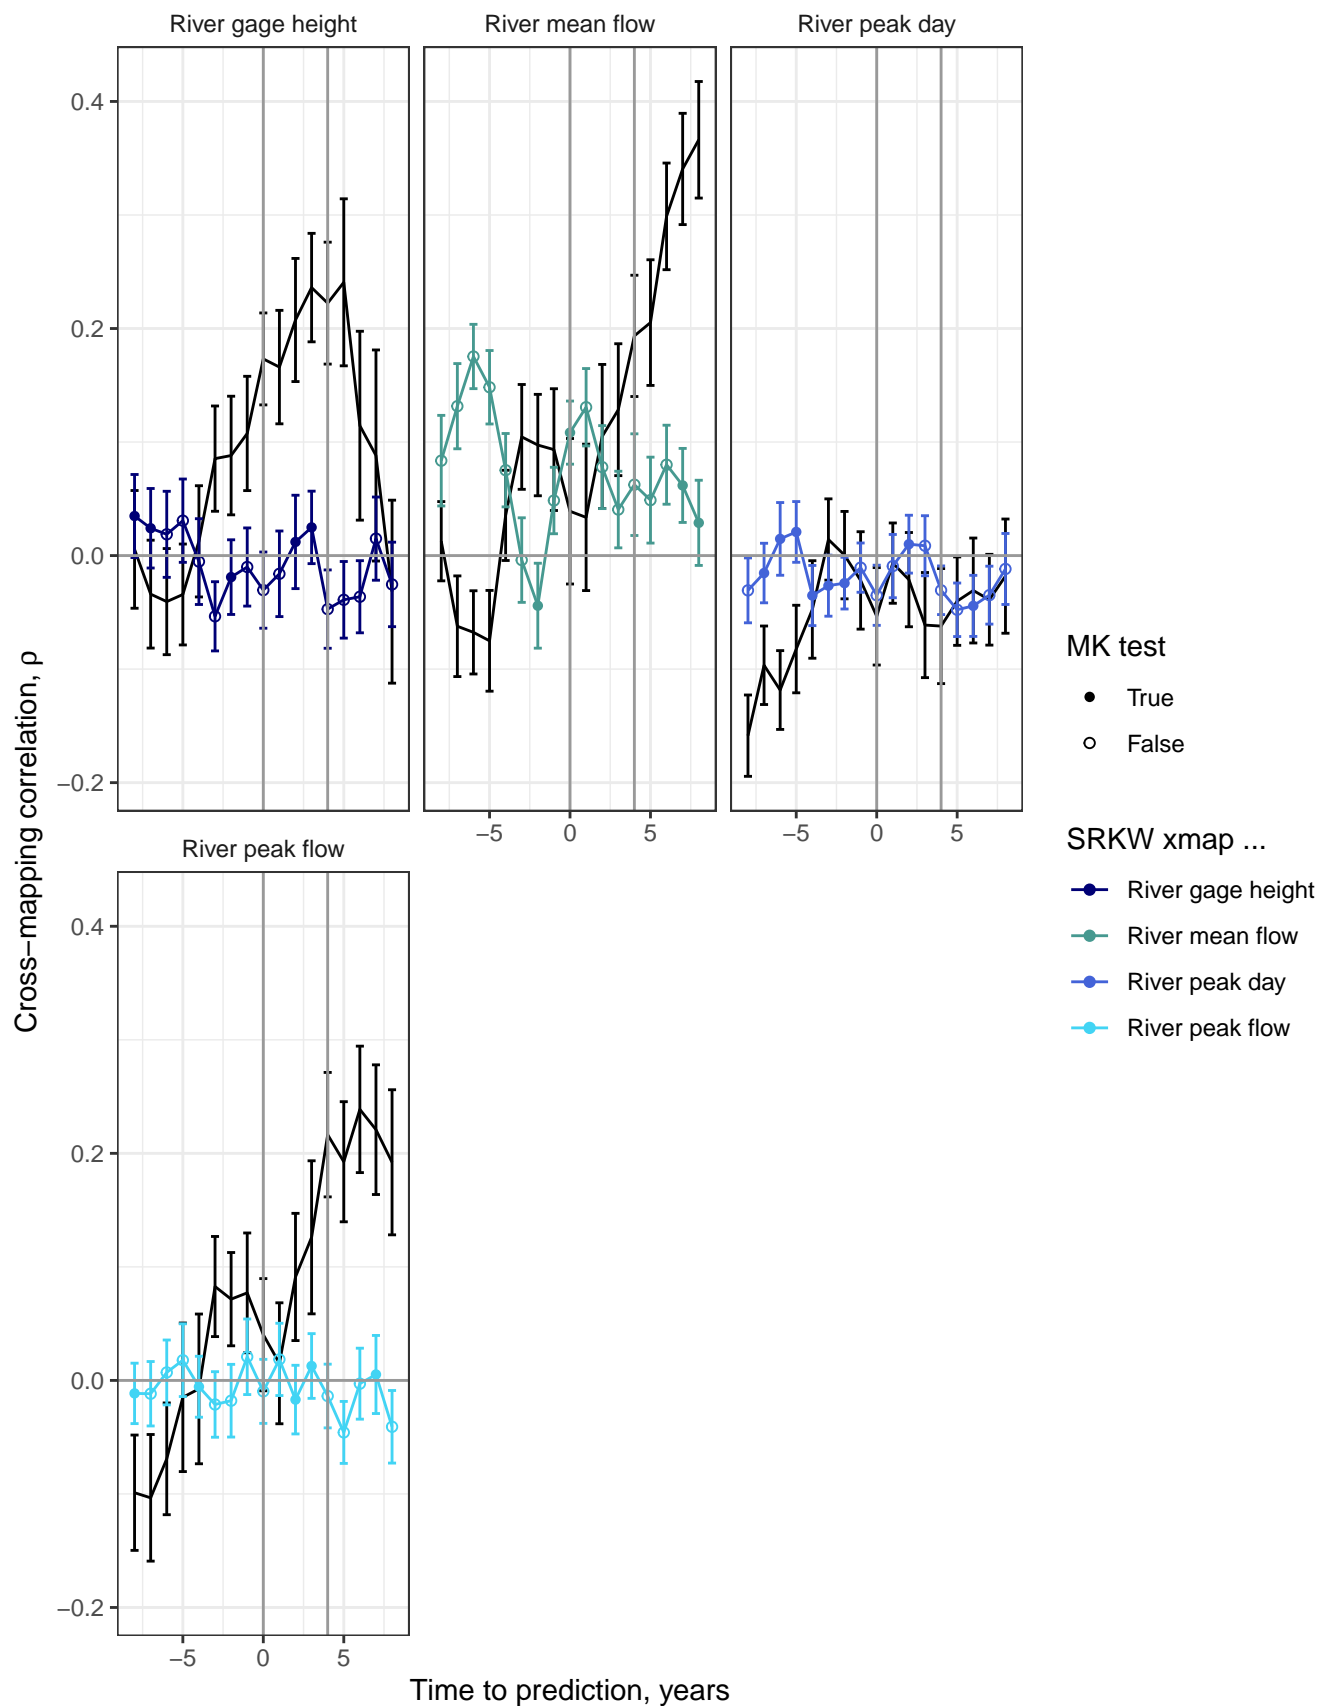 River gage height
River mean flow
River peak day
0.4
0.2
0.0
−0.2
−5 0 5
−5 0 5
River peak flow
0.4
0.2
0.0
−0.2
−5 0 5
Time to prediction, years
Cross−mapping correlation, ρ
MK test
True
False
SRKW xmap ...
River gage height
River mean flow
River peak day
River peak flow